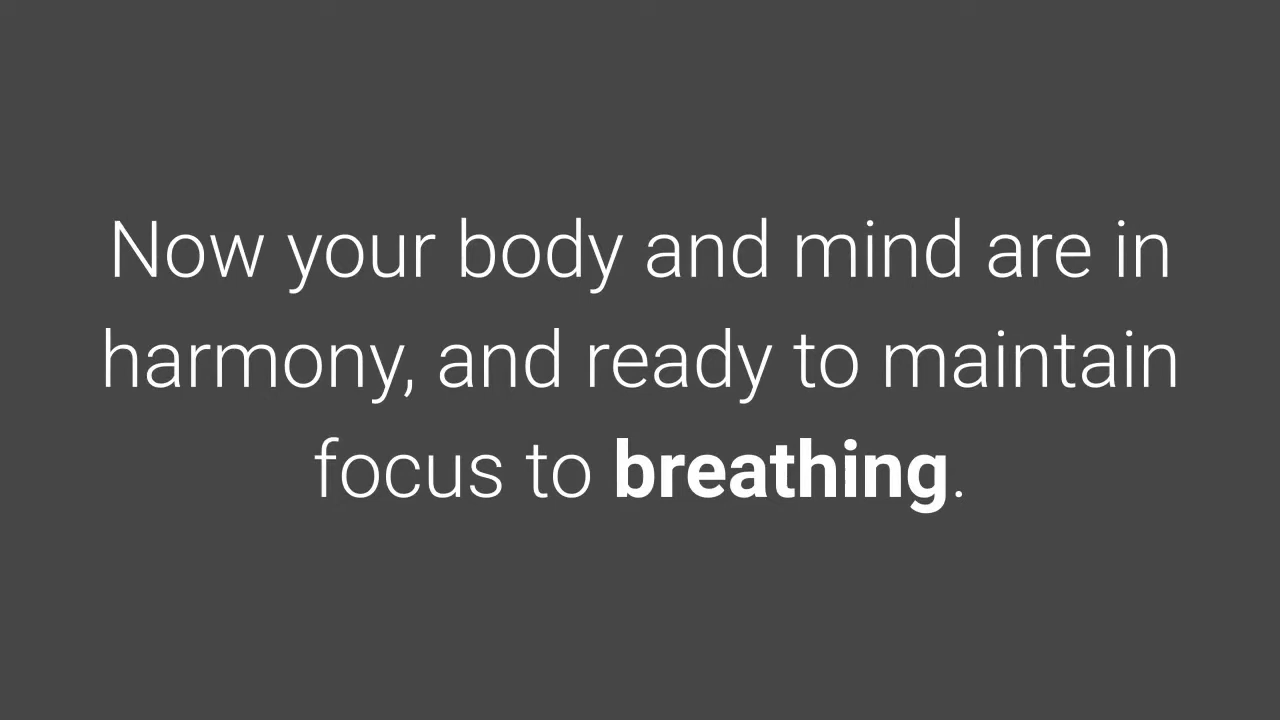 Now your body and mind are in
harmony, and ready to maintain
focus to breathing.